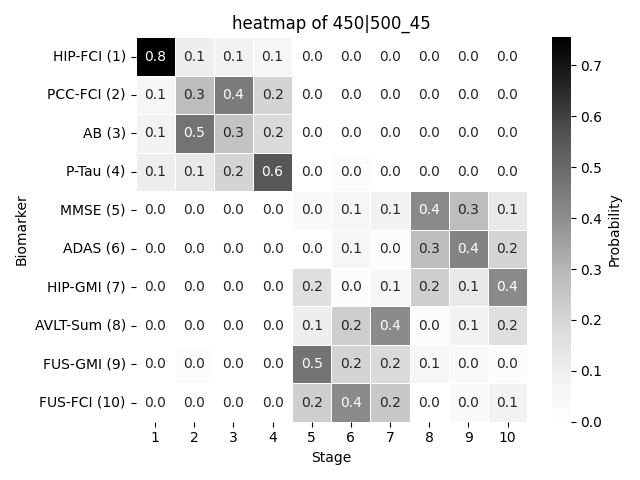 heatmap of 450|500_45
HIP-FCI (1) 0.8 0.1 0.1 0.1 0.0 0.0 0.0 0.0 0.0 0.0
PCC-FCI (2) 0.1 0.3 0.4 0.2 0.0 0.0 0.0 0.0 0.0 0.0
AB (3) 0.1 0.5 0.3 0.2 0.0 0.0 0.0 0.0 0.0 0.0
P-Tau (4) 0.1 0.1 0.2 0.6 0.0 0.0 0.0 0.0 0.0 0.0
MMSE (5) 0.0 0.0 0.0 0.0 0.0 0.1 0.1 0.4 0.3 0.1
ADAS (6) 0.0 0.0 0.0 0.0 0.0 0.1 0.0 0.3 0.4 0.2
HIP-GMI (7) 0.0 0.0 0.0 0.0 0.2 0.0 0.1 0.2 0.1 0.4
AVLT-Sum (8) 0.0 0.0 0.0 0.0 0.1 0.2 0.4 0.0 0.1 0.2
FUS-GMI (9) 0.0 0.0 0.0 0.0 0.5 0.2 0.2 0.1 0.0 0.0
FUS-FCI (10) 0.0 0.0 0.0 0.0 0.2 0.4 0.2 0.0 0.0 0.1
1 2 3 4 5 6 7 8 9 10
Stage
Biomarker
0.7
0.6
0.5
0.4
0.3
0.2
0.1
0.0
Probability